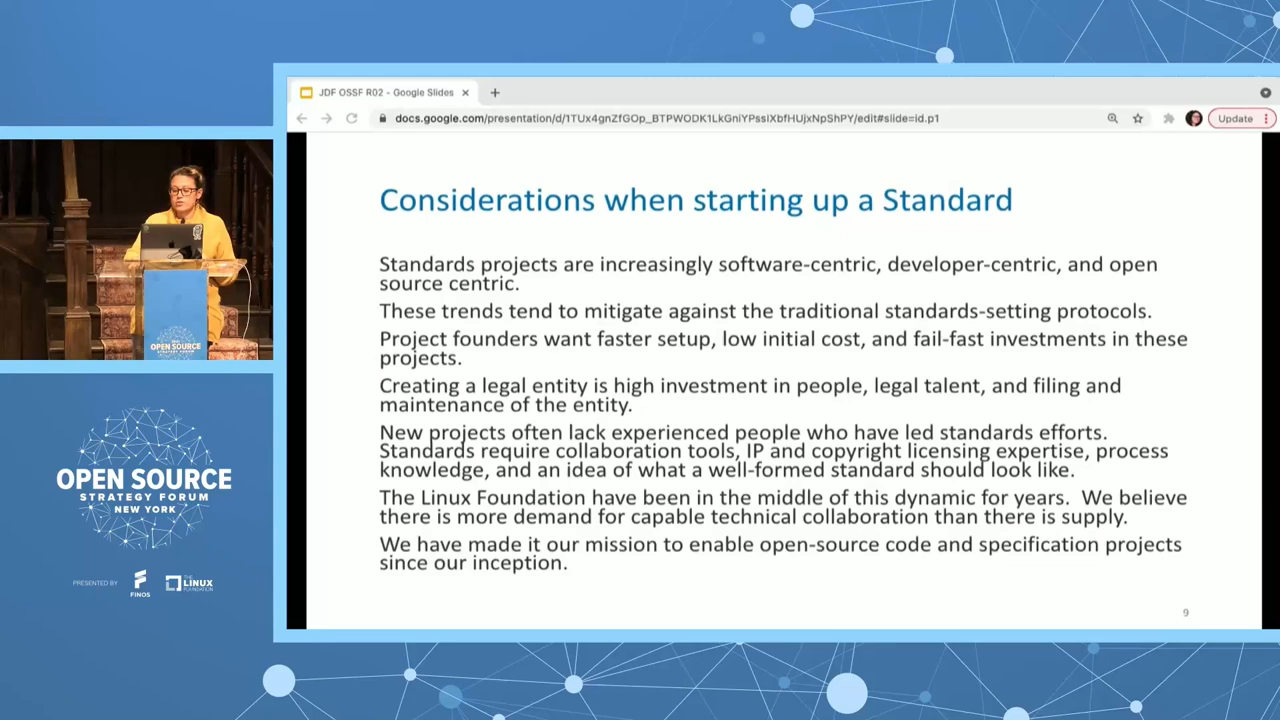 JDF OSSF R02 - Google Slides
docs.google.com/presentation/d/1TUx4gnZfGOp_BTPWODK1LkGniYPssiXbfHUjxNpShPY/edit#slide=id.p1
Update
Considerations when starting up a Standard
Standards projects are increasingly software-centric, developer-centric, and open
source centric.
These trends tend to mitigate against the traditional standards-setting protocols.
Project founders want faster setup, low initial cost, and fail-fast investments in these
projects.
Creating a legal entity is high investment in people, legal talent, and filing and
maintenance of the entity.
New projects often lack experienced people who have led standards efforts.
Standards require collaboration tools, IP and copyright licensing expertise, process
knowledge, and an idea of what a well-formed standard should look like.
The Linux Foundation have been in the middle of this dynamic for years. We believe
there is more demand for capable technical collaboration than there is supply.
We have made it our mission to enable open-source code and specification projects
since our inception.
9
OPEN SOURCE
STRATEGY FORUM
OPEN SOURCE
STRATEGY FORUM
NEW YORK
PRESENTED BY
FINOS
THE
LINUX
FOUNDATION